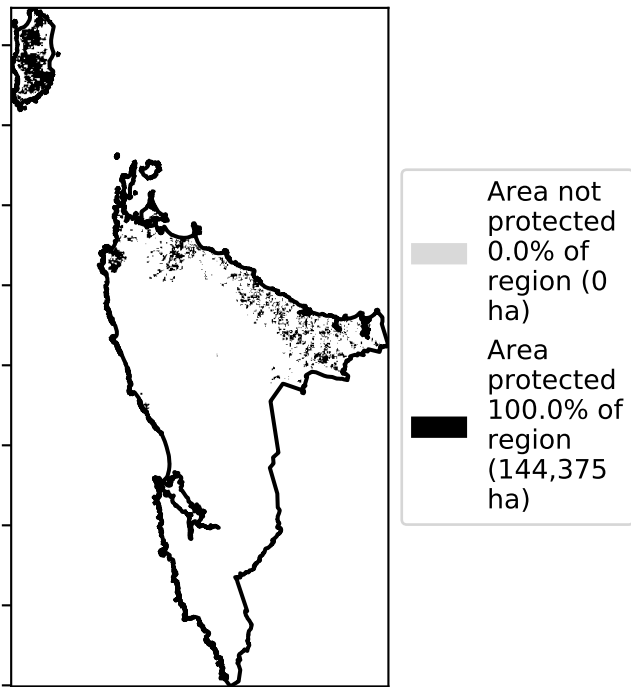 Area not
protected
0.0% of
region (0
ha)
Area
protected
100.0% of
region
(144,375
ha)